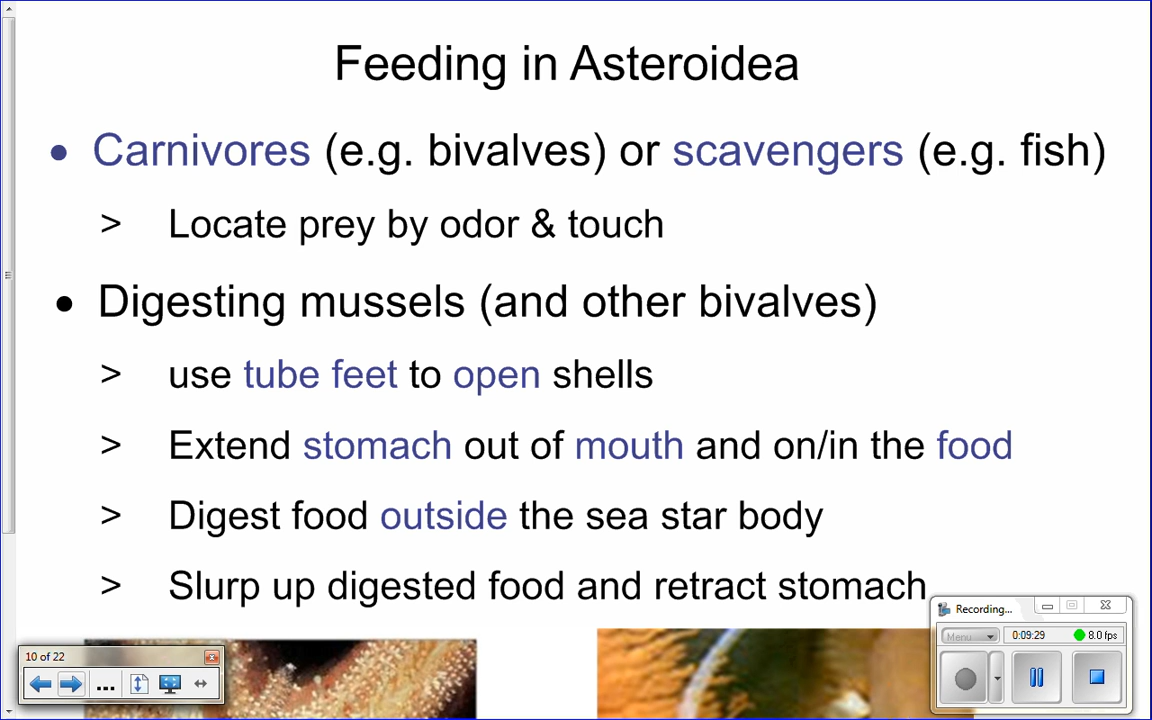 Feeding in Asteroidea
• Carnivores (e.g. bivalves) or scavengers (e.g. fish)
> Locate prey by odor & touch
• Digesting mussels (and other bivalves)
> use tube feet to open shells
> Extend stomach out of mouth and on/in the food
> Digest food outside the sea star body
> Slurp up digested food and retract stomach
Recording...
Menu 0:09:29 8.0 fps
10 of 22
...